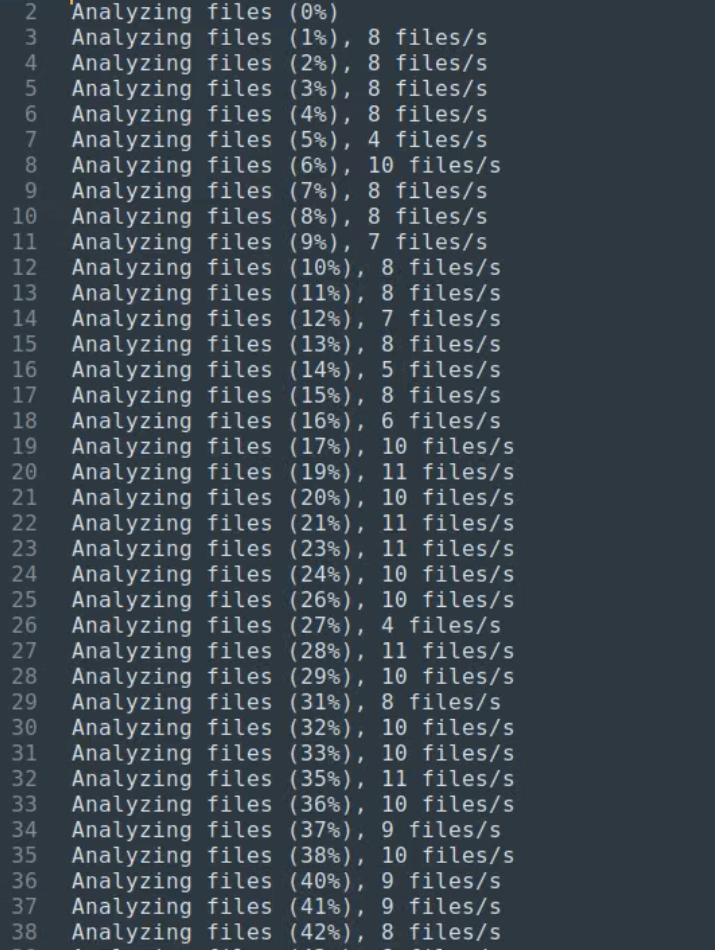 2 Analyzing files (0%)
3 Analyzing files (1%), 8 files/s
4 Analyzing files (2%), 8 files/s
5 Analyzing files (3%), 8 files/s
6 Analyzing files (4%), 8 files/s
7 Analyzing files (5%), 4 files/s
8 Analyzing files (6%), 10 files/s
9 Analyzing files (7%), 8 files/s
10 Analyzing files (8%), 8 files/s
11 Analyzing files (9%), 7 files/s
12 Analyzing files (10%), 8 files/s
13 Analyzing files (11%), 8 files/s
14 Analyzing files (12%), 7 files/s
15 Analyzing files (13%), 8 files/s
16 Analyzing files (14%), 5 files/s
17 Analyzing files (15%), 8 files/s
18 Analyzing files (16%), 6 files/s
19 Analyzing files (17%), 10 files/s
20 Analyzing files (19%), 11 files/s
21 Analyzing files (20%), 10 files/s
22 Analyzing files (21%), 11 files/s
23 Analyzing files (23%), 11 files/s
24 Analyzing files (24%), 10 files/s
25 Analyzing files (26%), 10 files/s
26 Analyzing files (27%), 4 files/s
27 Analyzing files (28%), 11 files/s
28 Analyzing files (29%), 10 files/s
29 Analyzing files (31%), 8 files/s
30 Analyzing files (32%), 10 files/s
31 Analyzing files (33%), 10 files/s
32 Analyzing files (35%), 11 files/s
33 Analyzing files (36%), 10 files/s
34 Analyzing files (37%), 9 files/s
35 Analyzing files (38%), 10 files/s
36 Analyzing files (40%), 9 files/s
37 Analyzing files (41%), 9 files/s
38 Analyzing files (42%), 8 files/s